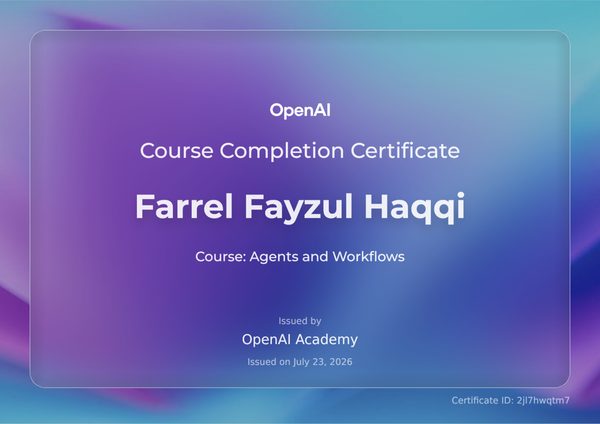 OpenAI
Course Completion Certificate
Farrel Fayzul Haqqi
Course: Agents and Workflows
Issued by
OpenAI Academy
Issued on July 23, 2026
Certificate ID: 2jl7hwqtm7